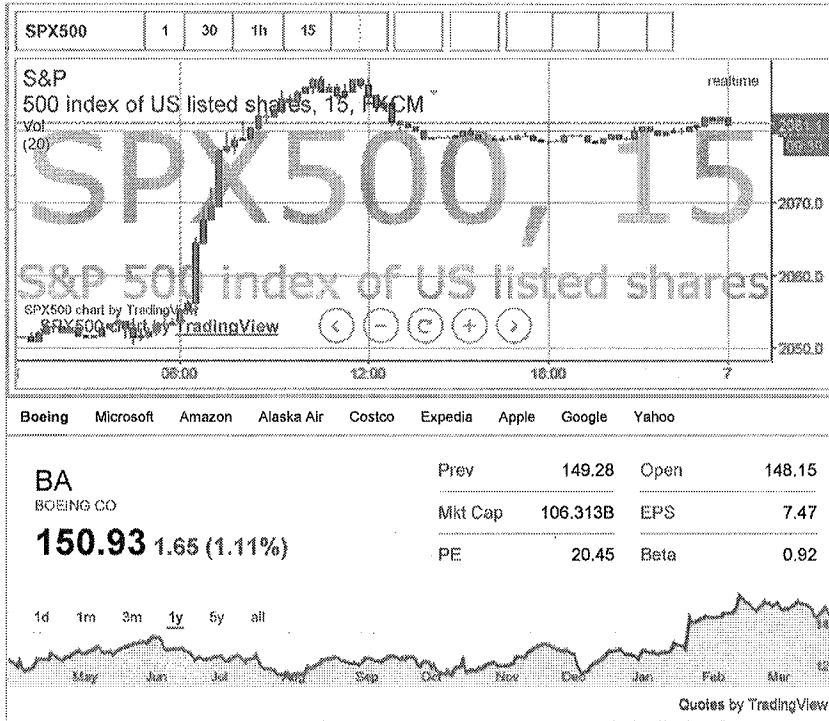 SPX500 1 30 1h 15
S&P
500 index of US listed shares, 15, FXCM
realtime
Vol
(20)
SPX500, 15
2070.0
S&P 500 index of US listed shares
2060.0
SPX500 chart by TradingView
SPX500 chart by TradingView
2050.0
06:00 12:00 18:00 7
Boeing Microsoft Amazon Alaska Air Costco Expedia Apple Google Yahoo
BA
BOEING CO
150.93 1.65 (1.11%)
Prev 149.28 Open 148.15
Mkt Cap 106.313B EPS 7.47
PE 20.45 Beta 0.92
1d 1m 3m 1y 5y all
May Jun Jul Aug Sep Oct Nov Dec Jan Feb Mar
Quotes by TradingView